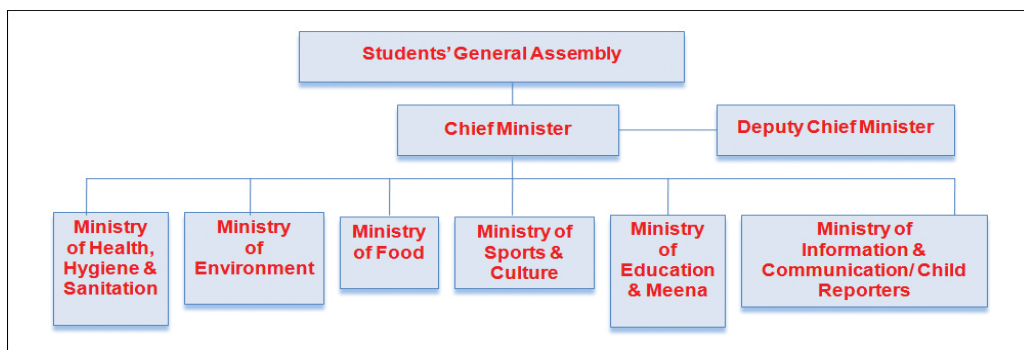 Students' General Assembly
Chief Minister
Deputy Chief Minister
Ministry
of Health,
Hygiene &
Sanitation
Ministry
of
Environment
Ministry
of Food
Ministry of
Sports &
Culture
Ministry
of
Education
& Meena
Ministry of
Information &
Communication/ Child
Reporters